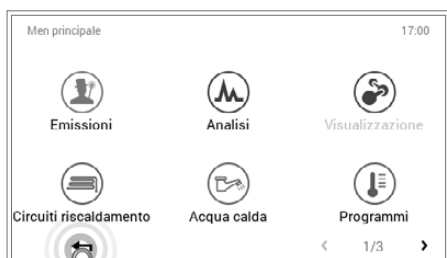 Men principale 17:00
Emissioni Analisi Visualizzazione
Circuiti riscaldamento Acqua calda Programmi
1/3